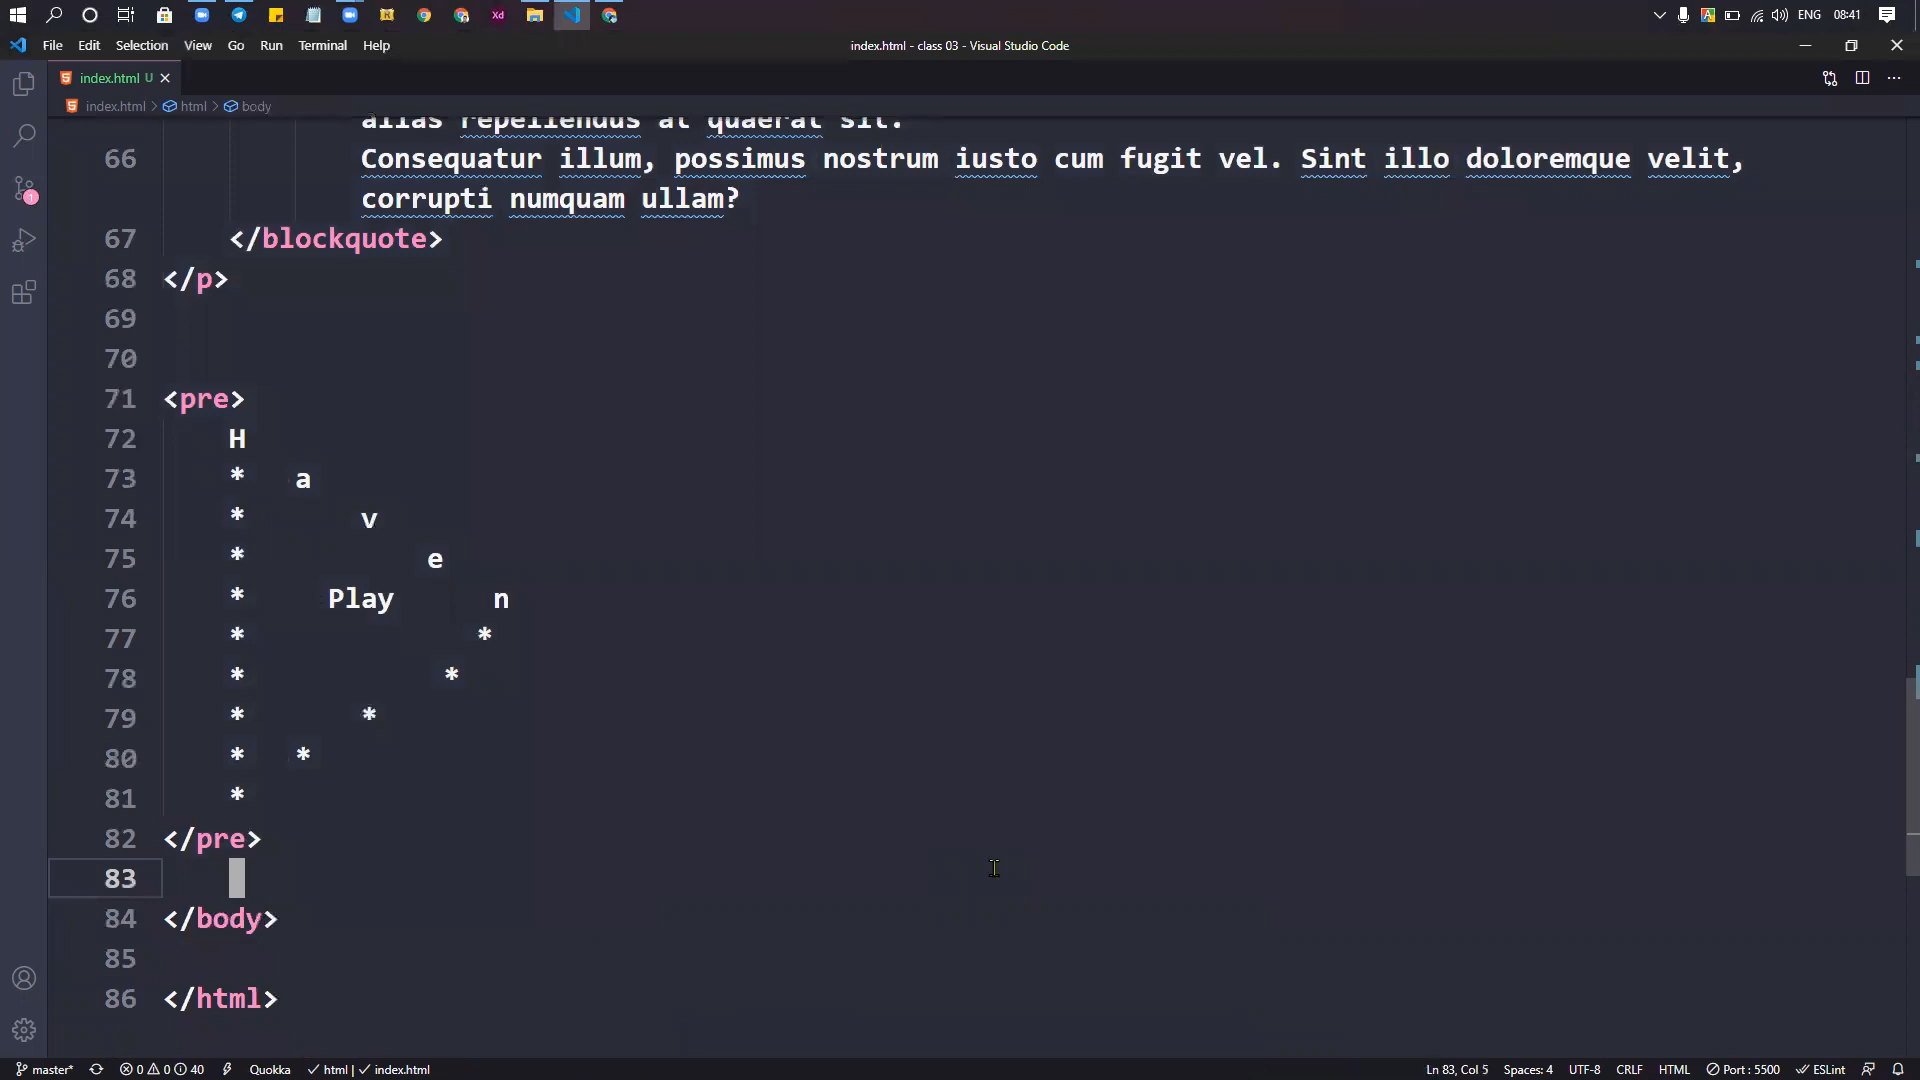 ENG 08:41
File Edit Selection View Go Run Terminal Help index.html - class 03 - Visual Studio Code
index.html U
index.html > html > body
alias repellendus at quaerat sit.
66 Consequatur illum, possimus nostrum iusto cum fugit vel. Sint illo doloremque velit,
corrupti numquam ullam?
67 </blockquote>
68 </p>
69
70
71 <pre>
72 H
73 * a
74 * v
75 * e
76 * Play n
77 * *
78 * *
79 * *
80 * *
81 *
82 </pre>
83
84 </body>
85
86 </html>
master* 0 0 40 Quokka html | index.html Ln 83, Col 5 Spaces: 4 UTF-8 CRLF HTML Port : 5500 ESLint